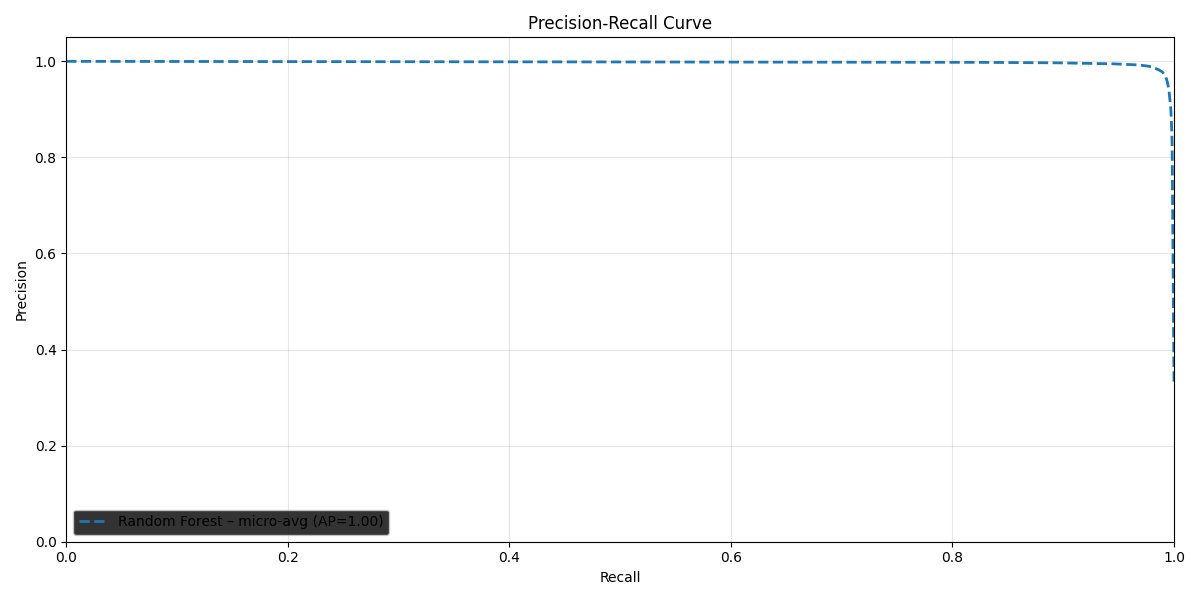 Precision-Recall Curve
1.0
0.8
0.6
0.4
0.2
0.0
Precision
Random Forest – micro-avg (AP=1.00)
0.0 0.2 0.4 0.6 0.8 1.0
Recall